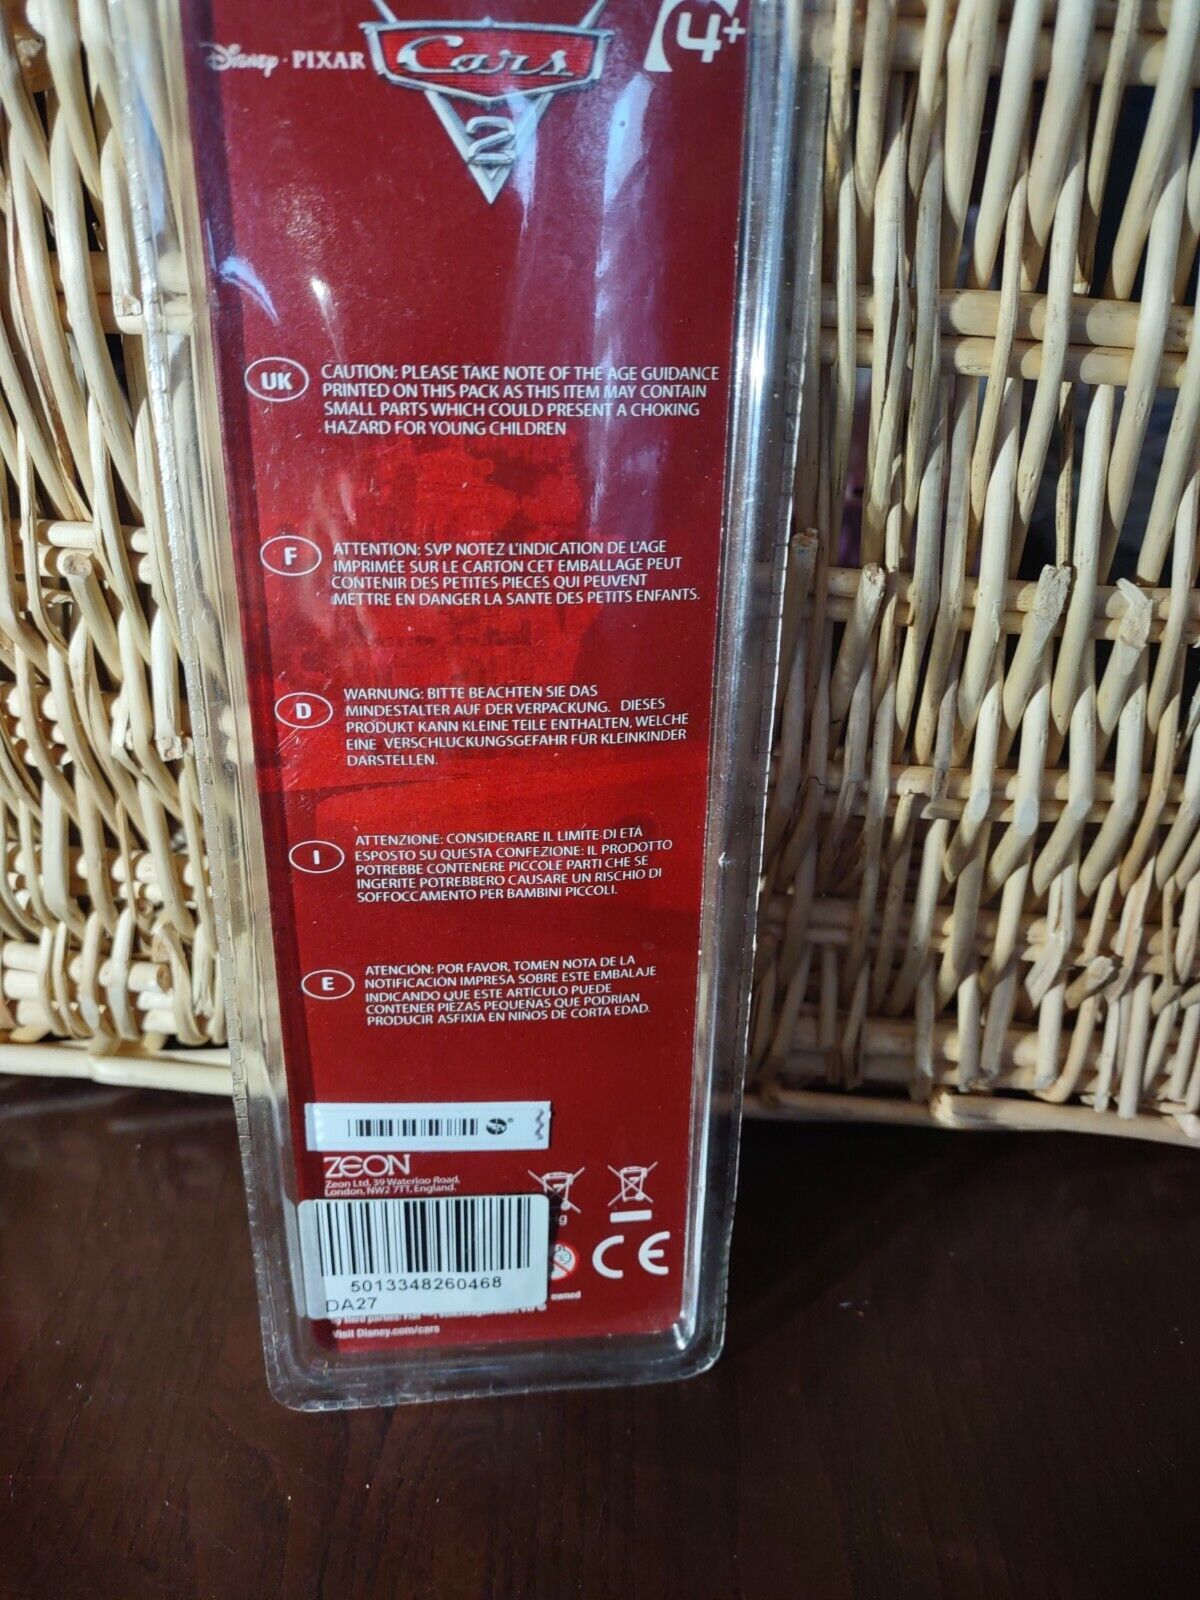 Disney · PIXAR
Cars
2
4+
UK
CAUTION: PLEASE TAKE NOTE OF THE AGE GUIDANCE
PRINTED ON THIS PACK AS THIS ITEM MAY CONTAIN
SMALL PARTS WHICH COULD PRESENT A CHOKING
HAZARD FOR YOUNG CHILDREN
F
ATTENTION: SVP NOTEZ L'INDICATION DE L'AGE
IMPRIMÉE SUR LE CARTON CET EMBALLAGE PEUT
CONTENIR DES PETITES PIECES QUI PEUVENT
METTRE EN DANGER LA SANTE DES PETITS ENFANTS.
D
WARNUNG: BITTE BEACHTEN SIE DAS
MINDESTALTER AUF DER VERPACKUNG. DIESES
PRODUKT KANN KLEINE TEILE ENTHALTEN, WELCHE
EINE VERSCHLUCKUNGSGEFAHR FÜR KLEINKINDER
DARSTELLEN.
I
ATTENZIONE: CONSIDERARE IL LIMITE DI ETÁ
ESPOSTO SU QUESTA CONFEZIONE: IL PRODOTTO
POTREBBE CONTENERE PICCOLE PARTI CHE SE
INGERITE POTREBBERO CAUSARE UN RISCHIO DI
SOFFOCCAMENTO PER BAMBINI PICCOLI.
E
ATENCIÓN: POR FAVOR, TOMEN NOTA DE LA
NOTIFICACIÓN IMPRESA SOBRE ESTE EMBALAJE
INDICANDO QUE ESTE ARTÍCULO PUEDE
CONTENER PIEZAS PEQUEÑAS QUE PODRÍAN
PRODUCIR ASFIXIA EN NIÑOS DE CORTA EDAD.
ZEON
Zeon Ltd, 39 Waterloo Road,
London, NW2 7TT, England.
CE
5013348260468
DA27
owned
Visit Disney.com/cars